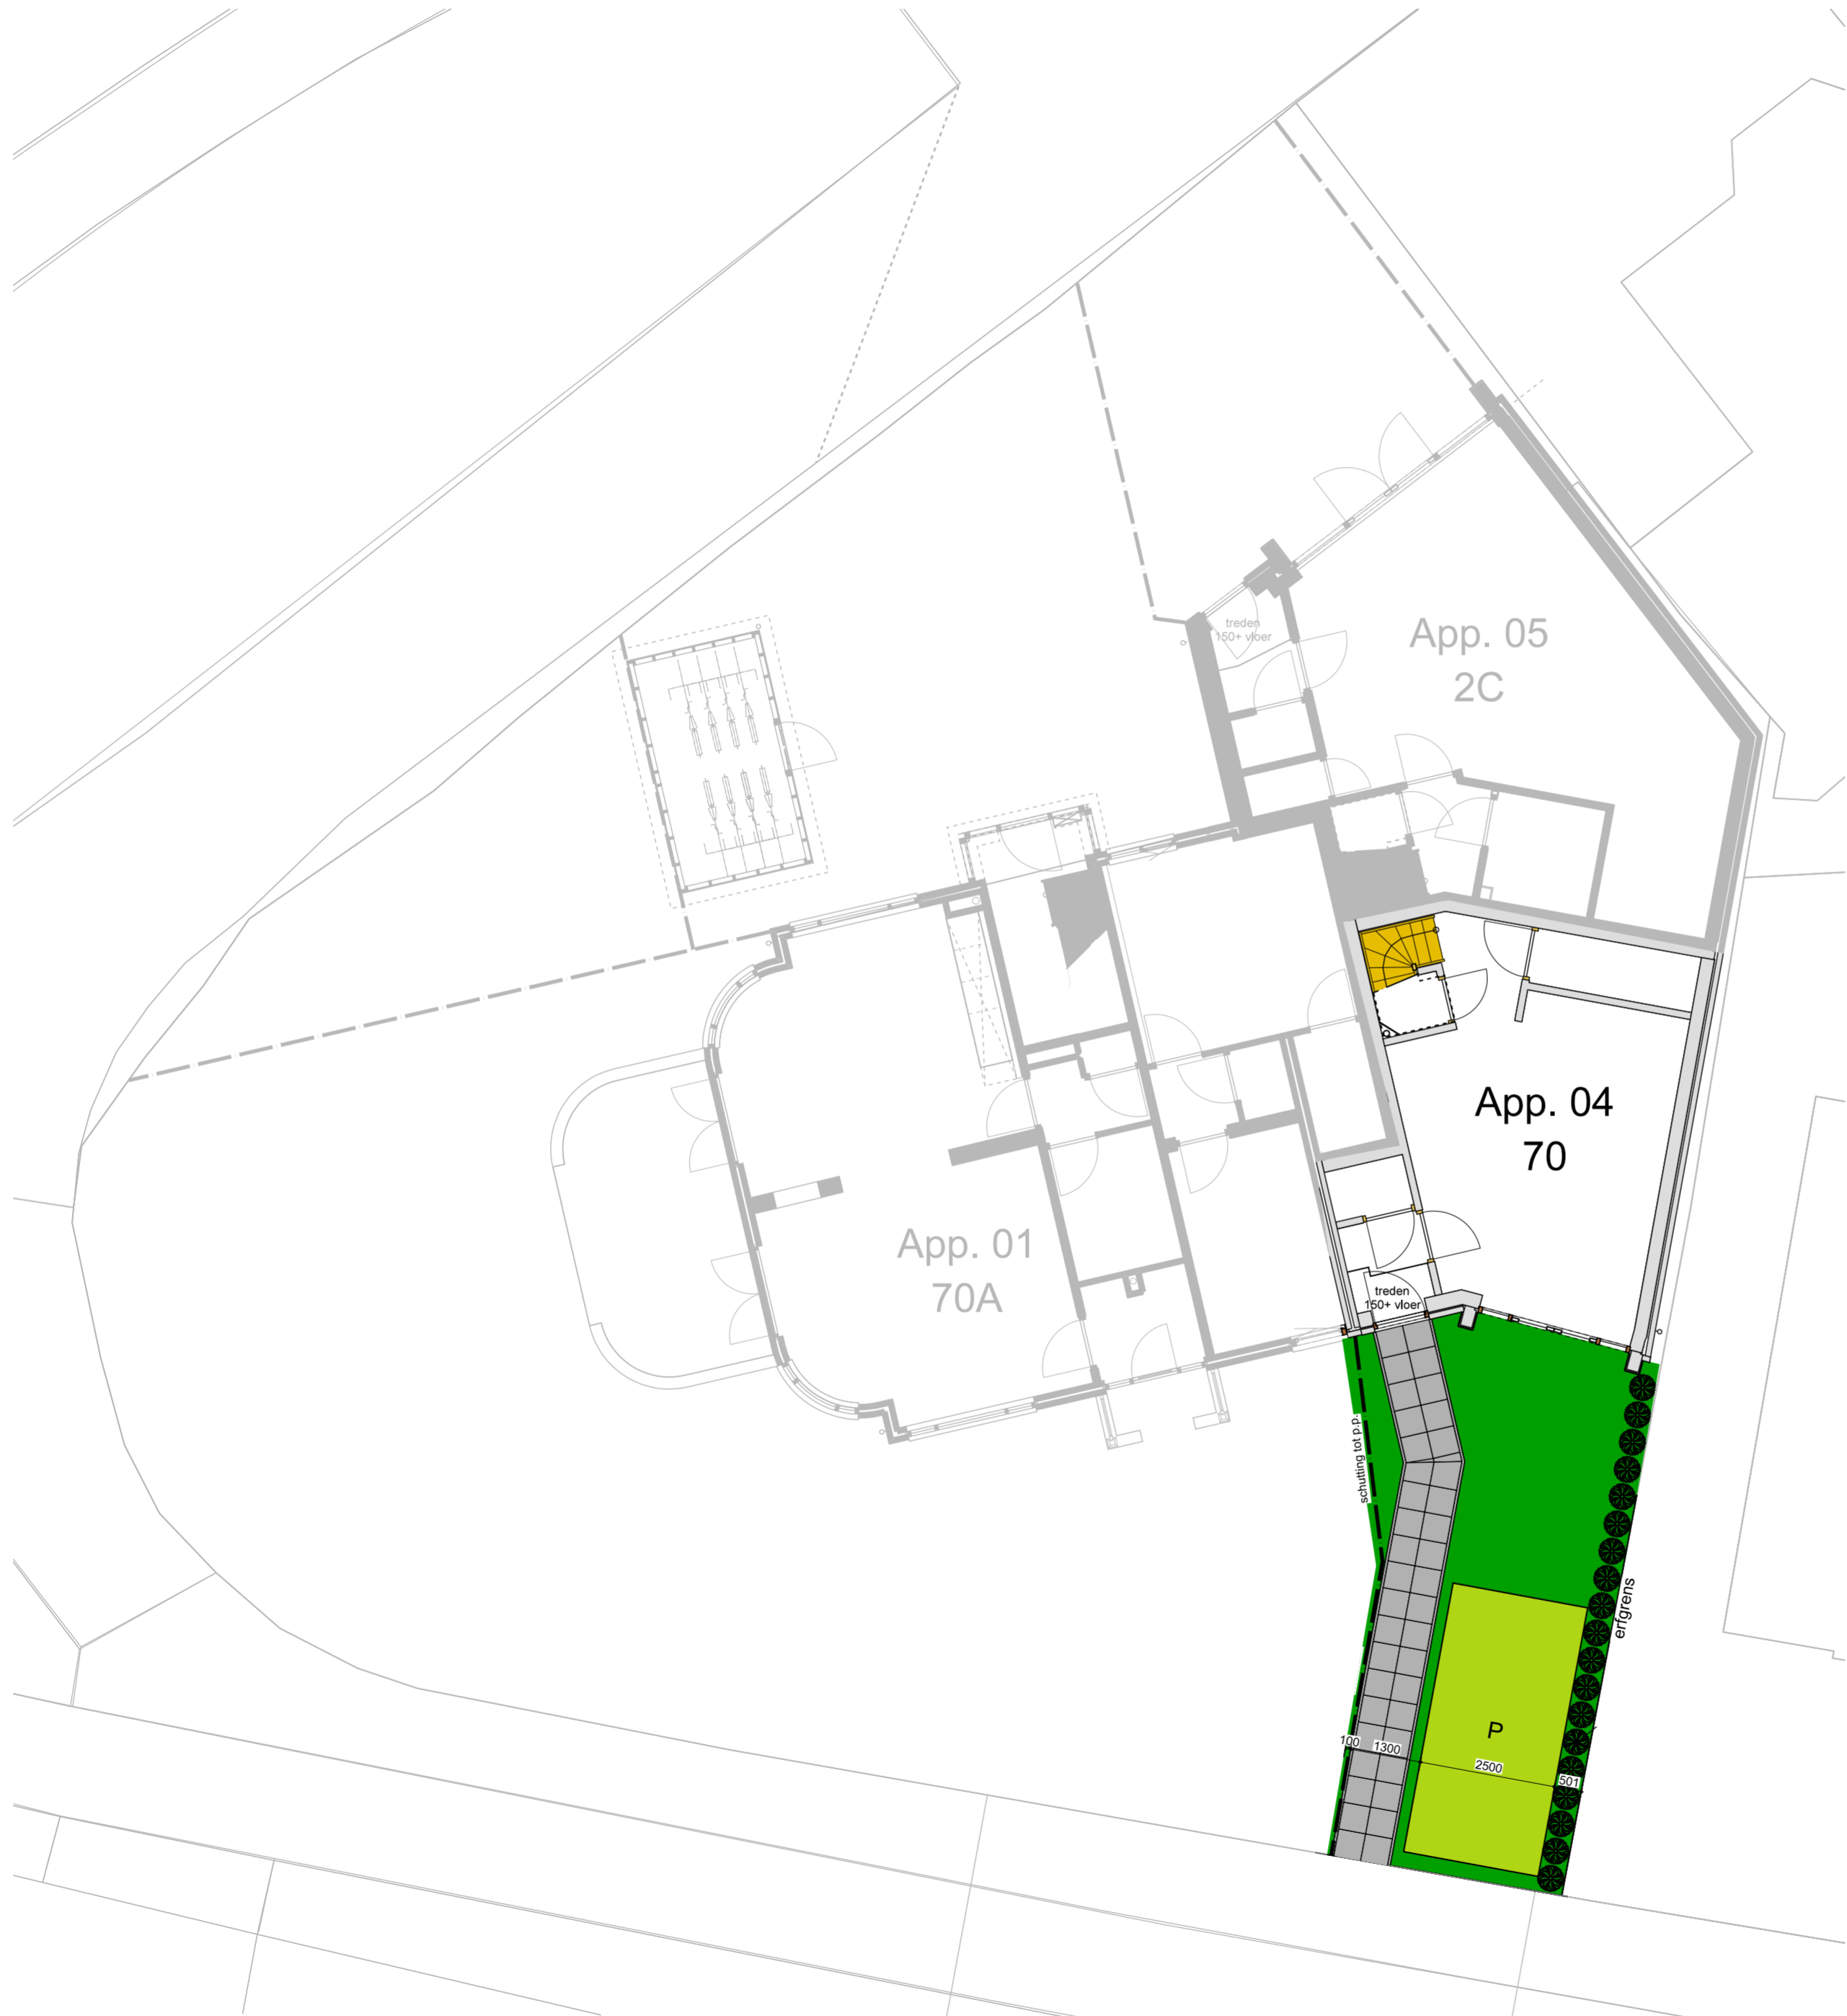 treden
150+ vloer
App. 05
2C
App. 04
70
App. 01
70A
treden
150+ vloer
schutting tot p.p.
erfgrens
P
100
1300
2500
501